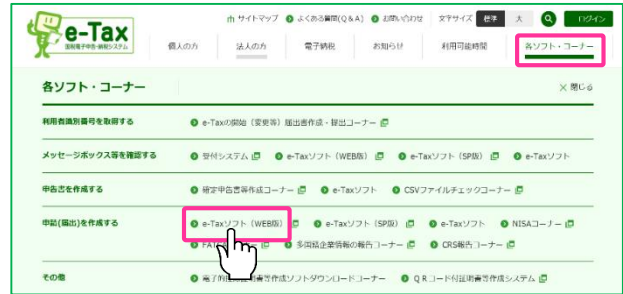 サイトマップ よくある質問(Q&A) お問い合わせ 文字サイズ 標準 大 ログイン
e-Tax
国税電子申告・納税システム
個人の方 法人の方 電子納税 お知らせ 利用可能時間 各ソフト・コーナー
各ソフト・コーナー 閉じる
利用者識別番号を取得する e-Taxの開始（変更等）届出書作成・提出コーナー
メッセージボックス等を確認する 受付システム e-Taxソフト（WEB版） e-Taxソフト（SP版） e-Taxソフト
申告書を作成する 確定申告書等作成コーナー e-Taxソフト CSVファイルチェックコーナー
申請(届出)を作成する e-Taxソフト（WEB版） e-Taxソフト（SP版） e-Taxソフト NISAコーナー
多国籍企業情報の報告コーナー CRS報告コーナー
その他 証明書等作成ソフトダウンロードコーナー QRコード付証明書等作成システム